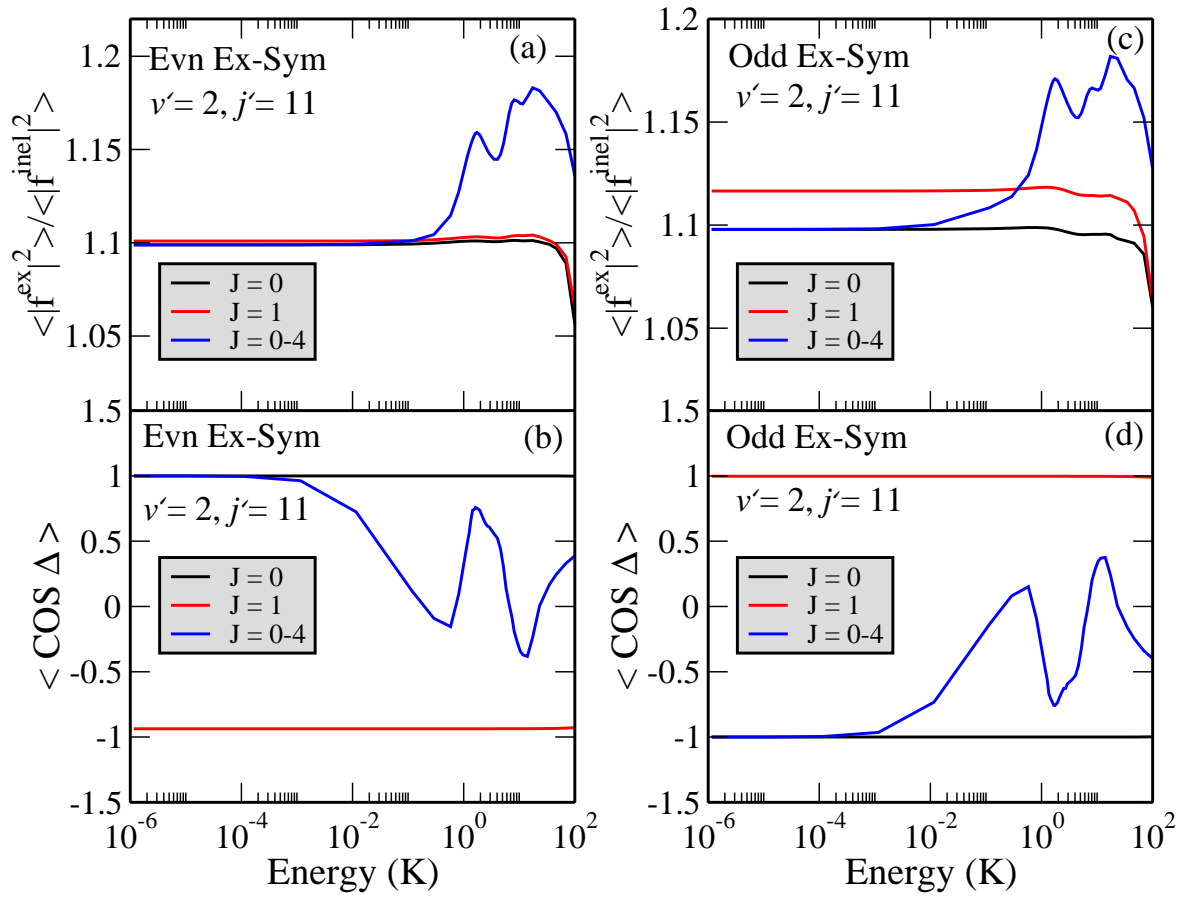 1.2
1.15
1.1
1.05
<|f^ex|^2>/<|f^inel|^2>
Evn Ex-Sym
(a)
v′= 2, j′= 11
J = 0
J = 1
J = 0-4
1.5
1
0.5
0
-0.5
-1
-1.5
< COS Δ >
Evn Ex-Sym
(b)
v′= 2, j′= 11
J = 0
J = 1
J = 0-4
10^-6
10^-4
10^-2
10^0
10^2
Energy (K)
1.2
1.15
1.1
1.05
<|f^ex|^2>/<|f^inel|^2>
Odd Ex-Sym
(c)
v′= 2, j′= 11
J = 0
J = 1
J = 0-4
1.5
1
0.5
0
-0.5
-1
-1.5
< COS Δ >
Odd Ex-Sym
(d)
v′= 2, j′= 11
J = 0
J = 1
J = 0-4
10^-6
10^-4
10^-2
10^0
10^2
Energy (K)